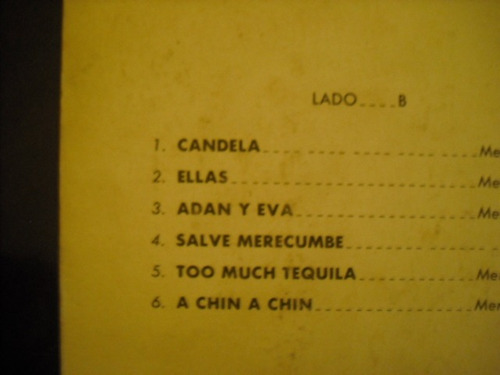 LADO....B
1. CANDELA
2. ELLAS
3. ADAN Y EVA
4. SALVE MERECUMBE
5. TOO MUCH TEQUILA
6. A CHIN A CHIN